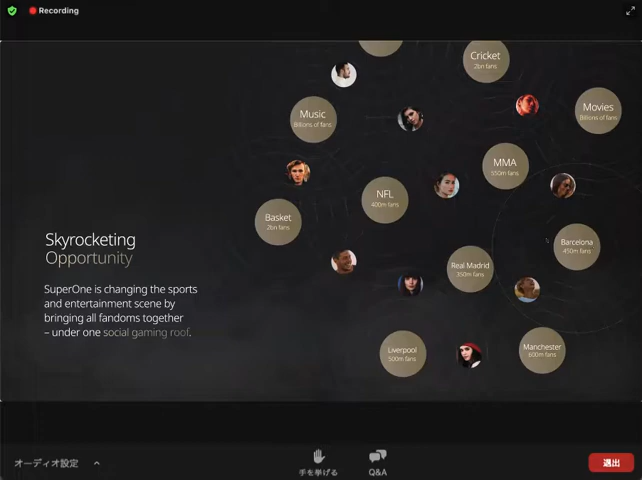 Recording
Cricket
2bn fans
Music
Billions of fans
Movies
Billions of fans
MMA
550m fans
NFL
400m fans
Basket
2bn fans
Barcelona
450m fans
Skyrocketing
Opportunity
Real Madrid
350m fans
SuperOne is changing the sports
and entertainment scene by
bringing all fandoms together
– under one social gaming roof.
Liverpool
500m fans
Manchester
600m fans
オーディオ設定
手を挙げる
Q&A
退出